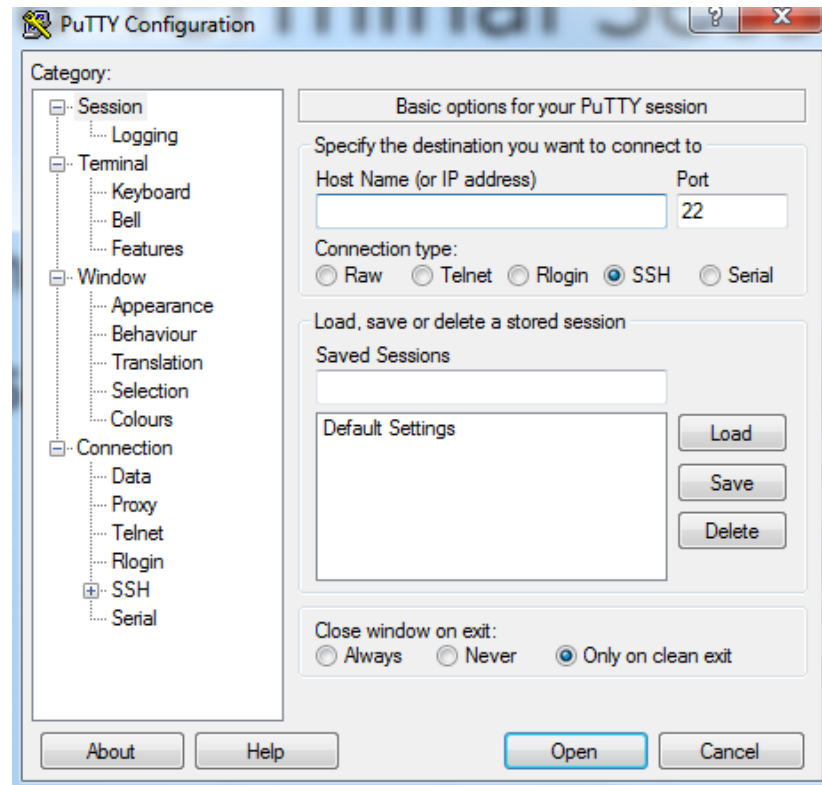 PuTTY Configuration
Category:
Session
Logging
Terminal
Keyboard
Bell
Features
Window
Appearance
Behaviour
Translation
Selection
Colours
Connection
Data
Proxy
Telnet
Rlogin
SSH
Serial
Basic options for your PuTTY session
Specify the destination you want to connect to
Host Name (or IP address) Port
22
Connection type:
Raw Telnet Rlogin SSH Serial
Load, save or delete a stored session
Saved Sessions
Default Settings
Load
Save
Delete
Close window on exit:
Always Never Only on clean exit
About Help Open Cancel